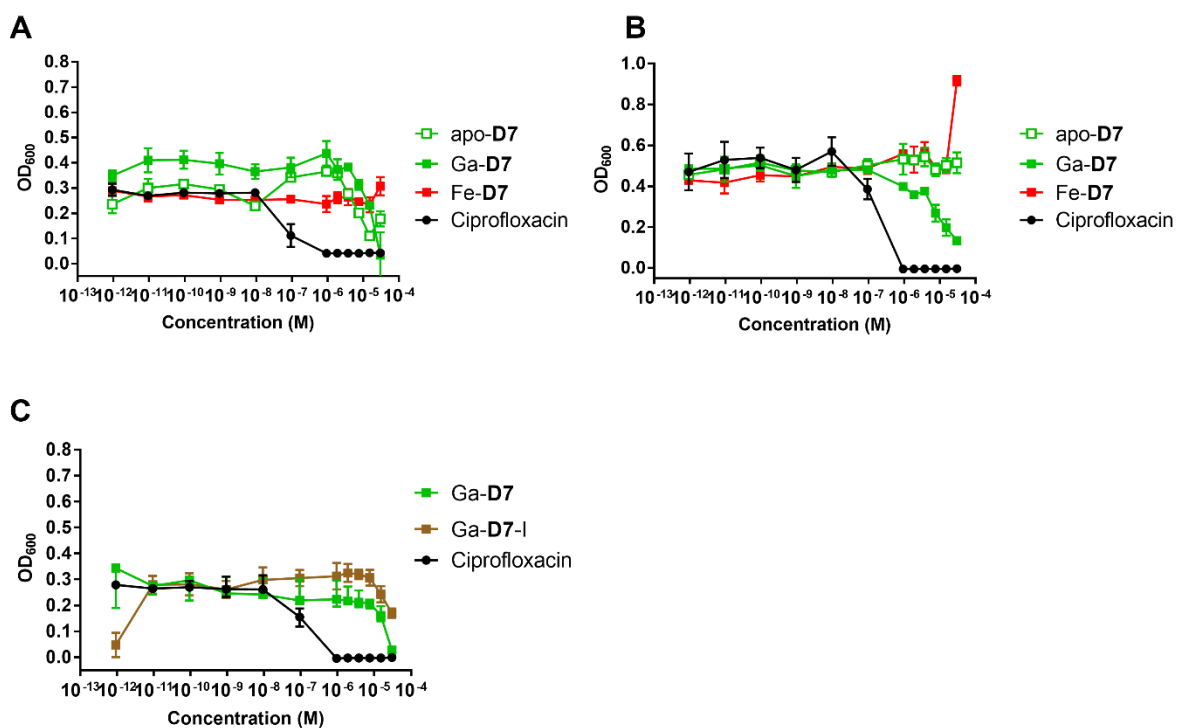 A
0.8
0.7
0.6
0.5
0.4
0.3
0.2
0.1
0.0
OD600
10-13 10-12 10-11 10-10 10-9 10-8 10-7 10-6 10-5 10-4
Concentration (M)
apo-D7
Ga-D7
Fe-D7
Ciprofloxacin
B
1.0
0.8
0.6
0.4
0.2
0.0
OD600
10-13 10-12 10-11 10-10 10-9 10-8 10-7 10-6 10-5 10-4
Concentration (M)
apo-D7
Ga-D7
Fe-D7
Ciprofloxacin
C
0.8
0.7
0.6
0.5
0.4
0.3
0.2
0.1
0.0
OD600
10-13 10-12 10-11 10-10 10-9 10-8 10-7 10-6 10-5 10-4
Concentration (M)
Ga-D7
Ga-D7-I
Ciprofloxacin